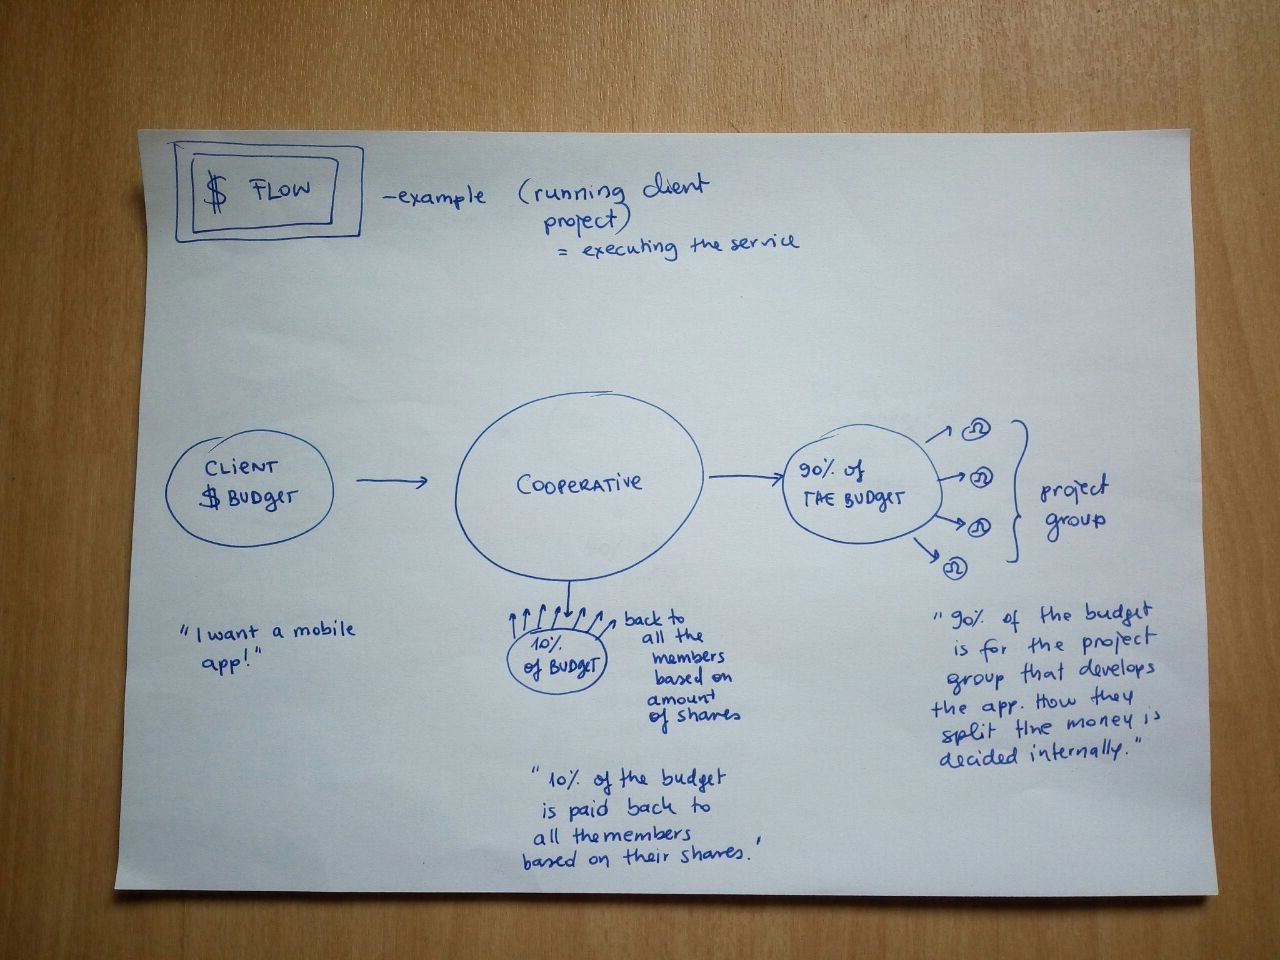 $ FLOW
- example (running client
project)
= executing the service
CLIENT
$ BUDGET
COOPERATIVE
90% of
THE BUDGET
project
group
"I want a mobile
app!"
10%
of BUDGET
back to
all the
members
based on
amount
of shares
"10% of the budget
is paid back to
all the members
based on their shares."
"90% of the budget
is for the project
group that develops
the app. How they
split the money is
decided internally."